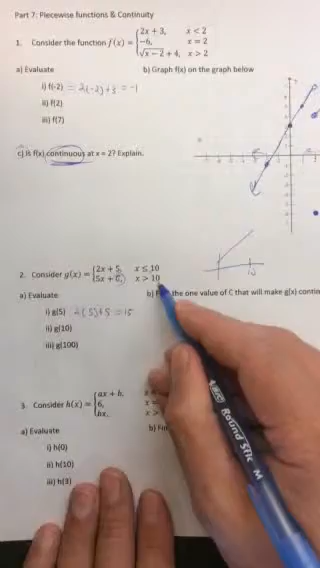 Part 7: Piecewise functions & Continuity
1. Consider the function f(x) = { 2x + 3, x < 2
−6, x = 2
√x − 2 + 4, x > 2
a) Evaluate b) Graph f(x) on the graph below
i) f(-2) = 2(-2)+3 = -1
ii) f(2)
iii) f(7)
c) Is f(x) continuous at x = 2? Explain.
2. Consider g(x) = { 2x + 5, x ≤ 10
5x + C, x > 10
10
a) Evaluate b) the one value of C that will make g(x) contin
i) g(5) 2(5)+5 = 15
ii) g(10)
iii) g(100)
3. Consider h(x) = { ax + b,
6,
bx,
a) Evaluate b)
i) h(0)
ii) h(10)
iii) h(3)
BIC Round Stic M